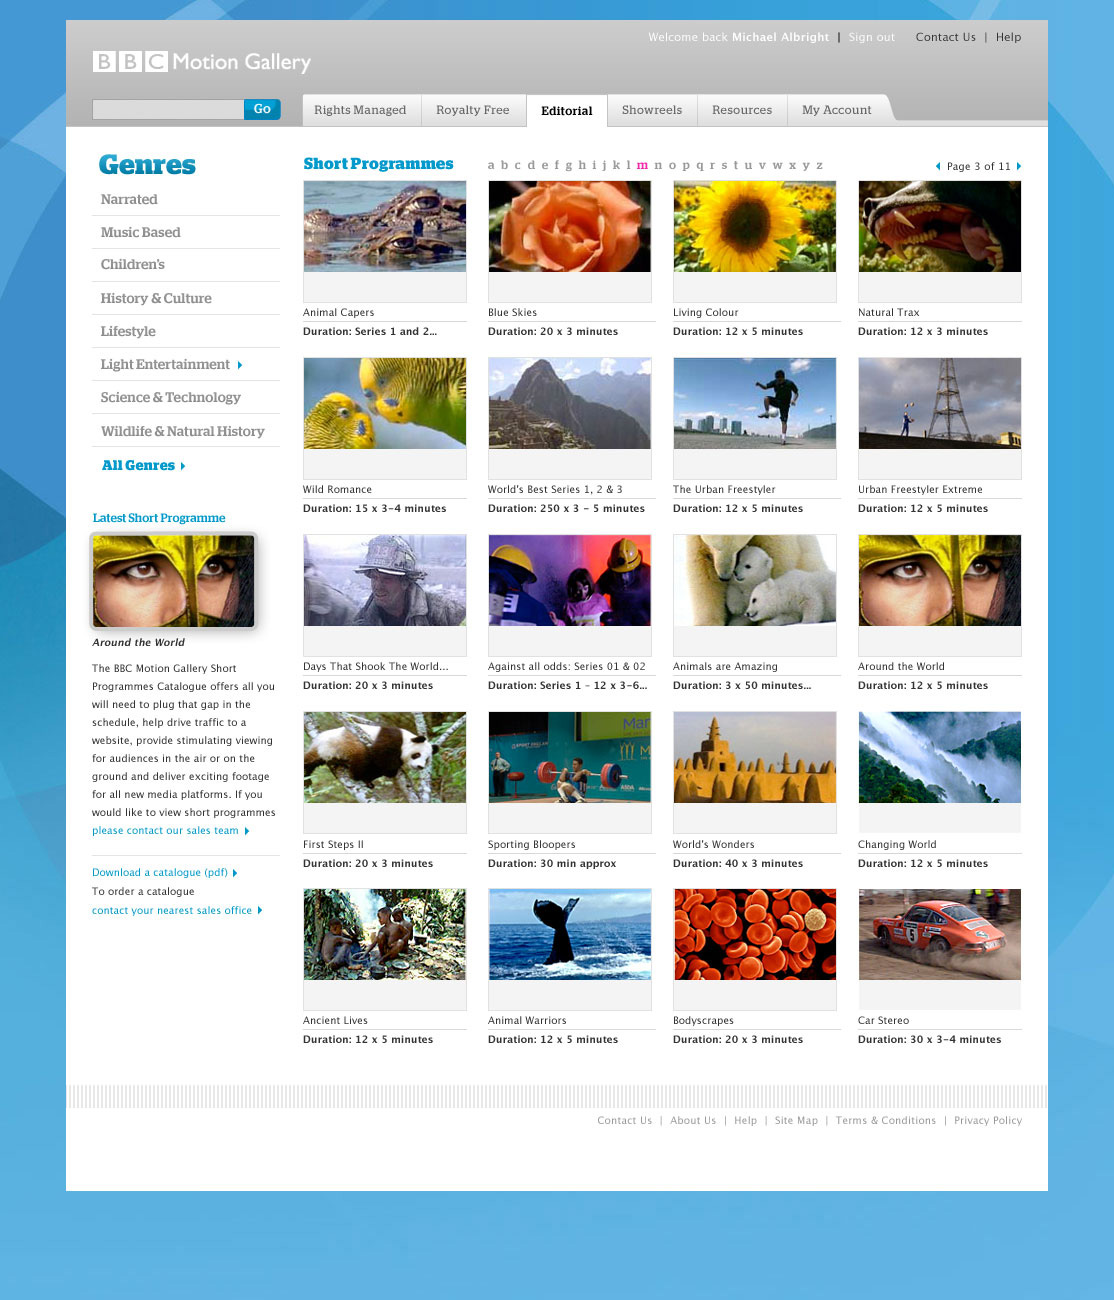 Welcome back Michael Albright | Sign out Contact Us | Help
BBC Motion Gallery
Go
Rights Managed Royalty Free Editorial Showreels Resources My Account
Genres
Narrated
Music Based
Children's
History & Culture
Lifestyle
Light Entertainment
Science & Technology
Wildlife & Natural History
All Genres
Latest Short Programme
Around the World
The BBC Motion Gallery Short
Programmes Catalogue offers all you
will need to plug that gap in the
schedule, help drive traffic to a
website, provide stimulating viewing
for audiences in the air or on the
ground and deliver exciting footage
for all new media platforms. If you
would like to view short programmes
please contact our sales team
Download a catalogue (pdf)
To order a catalogue
contact your nearest sales office
Short Programmes a b c d e f g h i j k l m n o p q r s t u v w x y z Page 3 of 11
Animal Capers Blue Skies Living Colour Natural Trax
Duration: Series 1 and 2... Duration: 20 x 3 minutes Duration: 12 x 5 minutes Duration: 12 x 3 minutes
Wild Romance World's Best Series 1, 2 & 3 The Urban Freestyler Urban Freestyler Extreme
Duration: 15 x 3-4 minutes Duration: 250 x 3 - 5 minutes Duration: 12 x 5 minutes Duration: 12 x 5 minutes
Days That Shook The World... Against all odds: Series 01 & 02 Animals are Amazing Around the World
Duration: 20 x 3 minutes Duration: Series 1 - 12 x 3-6... Duration: 3 x 50 minutes... Duration: 12 x 5 minutes
First Steps II Sporting Bloopers World's Wonders Changing World
Duration: 20 x 3 minutes Duration: 30 min approx Duration: 40 x 3 minutes Duration: 12 x 5 minutes
5
Ancient Lives Animal Warriors Bodyscrapes Car Stereo
Duration: 12 x 5 minutes Duration: 12 x 5 minutes Duration: 20 x 3 minutes Duration: 30 x 3-4 minutes
Contact Us | About Us | Help | Site Map | Terms & Conditions | Privacy Policy